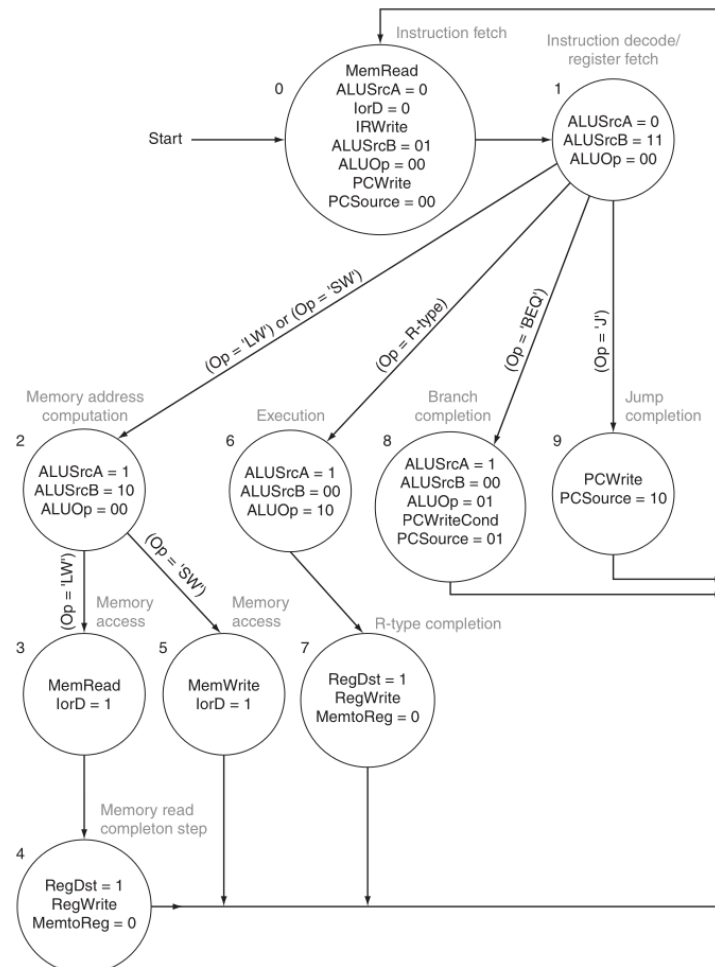 Instruction fetch
Instruction decode/
register fetch
0
MemRead
ALUSrcA = 0
IorD = 0
IRWrite
ALUSrcB = 01
ALUOp = 00
PCWrite
PCSource = 00
1
ALUSrcA = 0
ALUSrcB = 11
ALUOp = 00
Start
(Op = 'LW') or (Op = 'SW')
(Op = R-type)
(Op = 'BEQ')
(Op = 'J')
Memory address
computation
2
ALUSrcA = 1
ALUSrcB = 10
ALUOp = 00
Execution
6
ALUSrcA = 1
ALUSrcB = 00
ALUOp = 10
Branch
completion
8
ALUSrcA = 1
ALUSrcB = 00
ALUOp = 01
PCWriteCond
PCSource = 01
Jump
completion
9
PCWrite
PCSource = 10
(Op = 'LW')
(Op = 'SW')
Memory
access
3
MemRead
IorD = 1
Memory
access
5
MemWrite
IorD = 1
R-type completion
7
RegDst = 1
RegWrite
MemtoReg = 0
Memory read
completon step
4
RegDst = 1
RegWrite
MemtoReg = 0